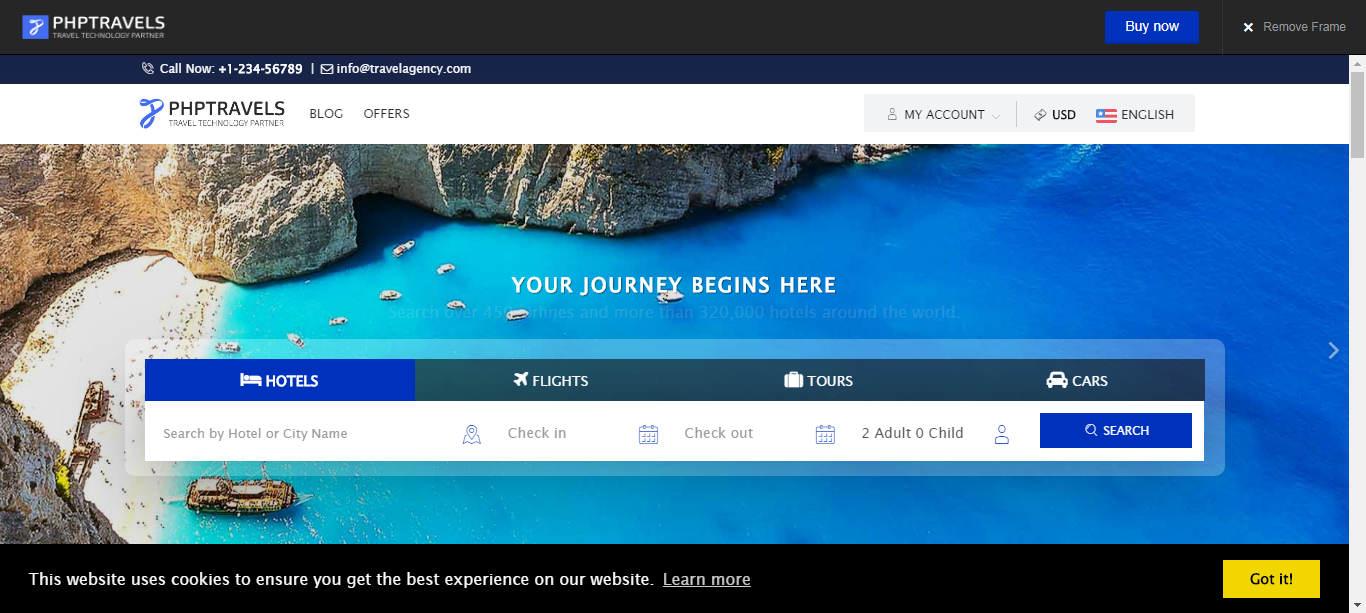 PHPTRAVELS
TRAVEL TECHNOLOGY PARTNER
Buy now
Remove Frame
Call Now: +1-234-56789 | info@travelagency.com
PHPTRAVELS
TRAVEL TECHNOLOGY PARTNER
BLOG OFFERS
MY ACCOUNT USD ENGLISH
YOUR JOURNEY BEGINS HERE
Search over 450 airlines and more than 320,000 hotels around the world.
HOTELS FLIGHTS TOURS CARS
Search by Hotel or City Name Check in Check out 2 Adult 0 Child SEARCH
This website uses cookies to ensure you get the best experience on our website. Learn more
Got it!